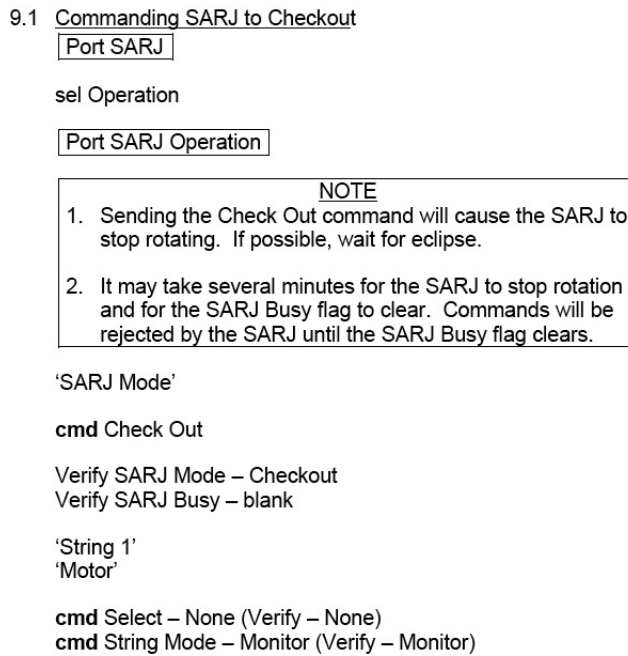 9.1 Commanding SARJ to Checkout
Port SARJ
sel Operation
Port SARJ Operation
NOTE
1. Sending the Check Out command will cause the SARJ to
stop rotating. If possible, wait for eclipse.
2. It may take several minutes for the SARJ to stop rotation
and for the SARJ Busy flag to clear. Commands will be
rejected by the SARJ until the SARJ Busy flag clears.
‘SARJ Mode’
cmd Check Out
Verify SARJ Mode – Checkout
Verify SARJ Busy – blank
‘String 1’
‘Motor’
cmd Select – None (Verify – None)
cmd String Mode – Monitor (Verify – Monitor)